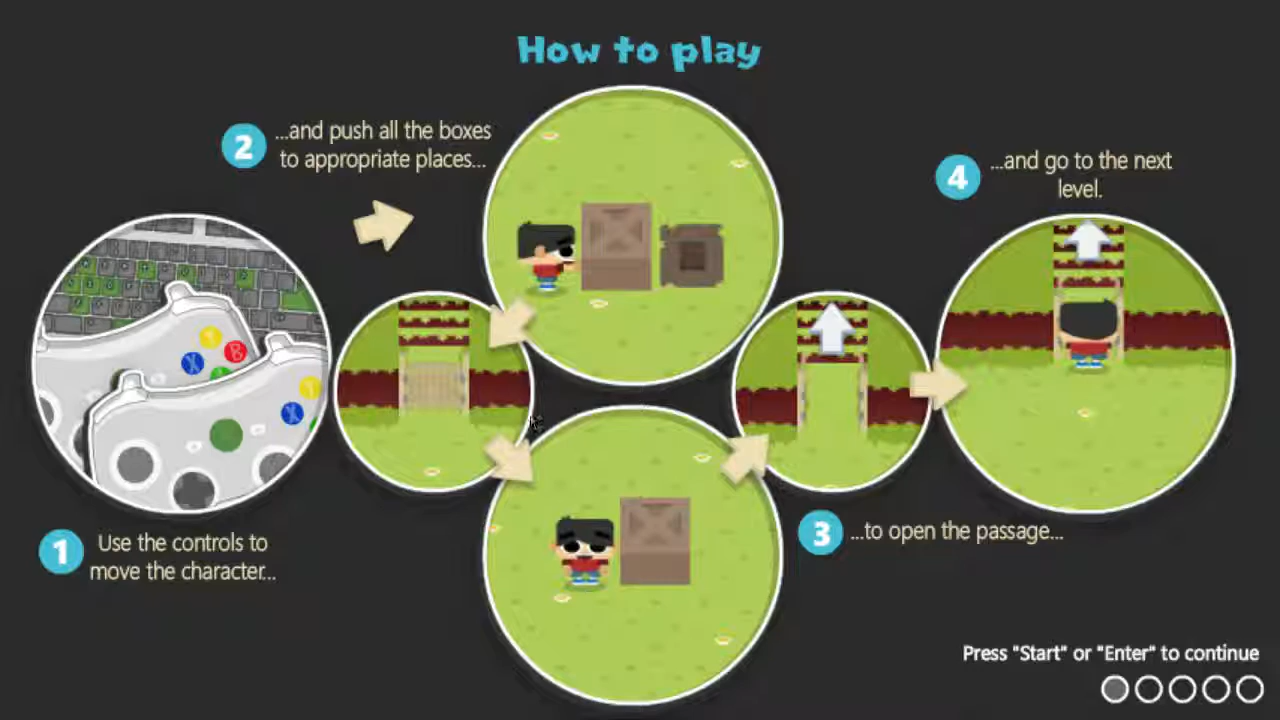 How to play
2
...and push all the boxes
to appropriate places...
4
...and go to the next
level.
Y
X
B
Y
X
1
Use the controls to
move the character...
3
...to open the passage...
Press "Start" or "Enter" to continue